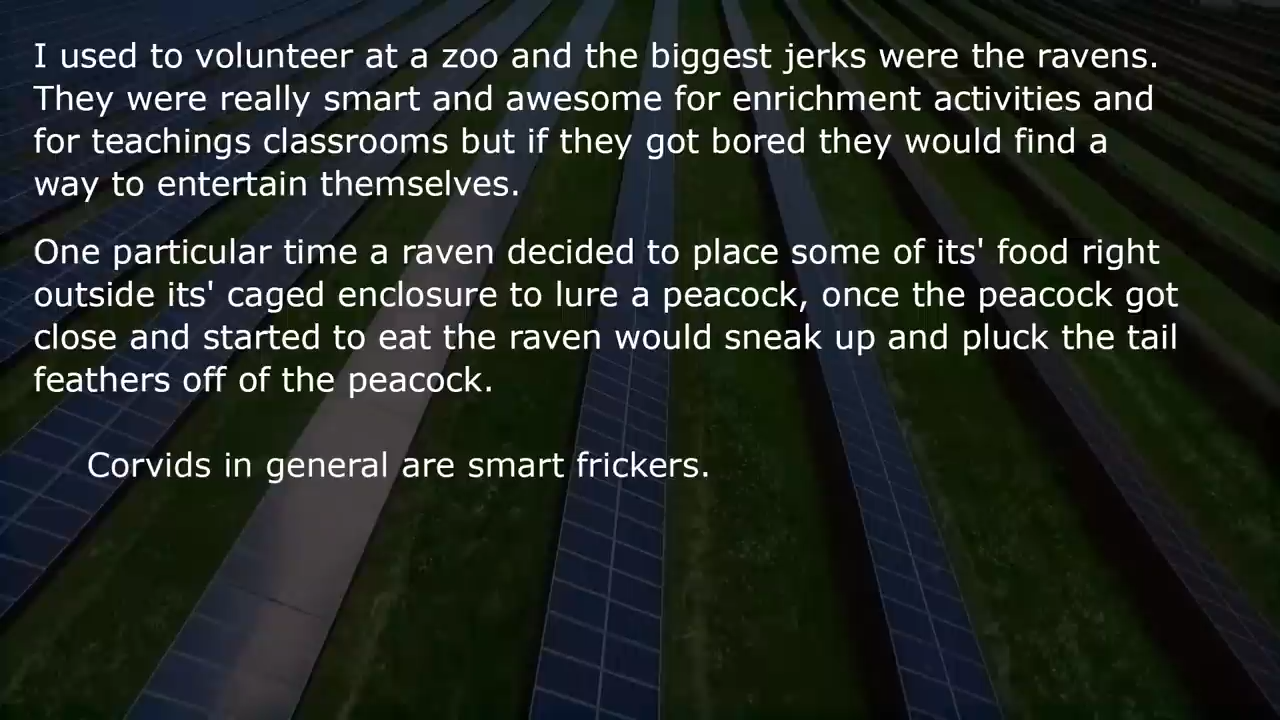 I used to volunteer at a zoo and the biggest jerks were the ravens.
They were really smart and awesome for enrichment activities and
for teachings classrooms but if they got bored they would find a
way to entertain themselves.
One particular time a raven decided to place some of its' food right
outside its' caged enclosure to lure a peacock, once the peacock got
close and started to eat the raven would sneak up and pluck the tail
feathers off of the peacock.
Corvids in general are smart frickers.